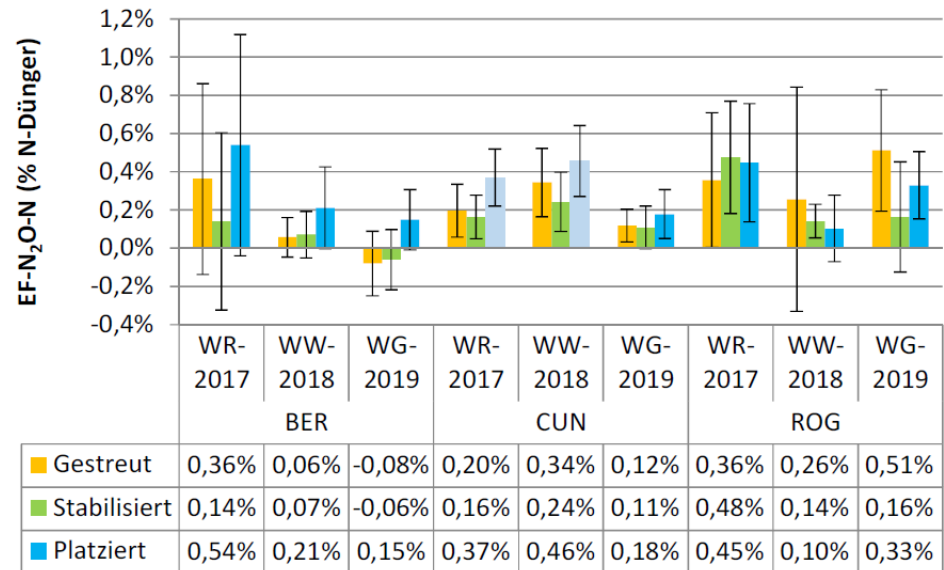 EF-N₂O-N (% N-Dünger)
1,2%
1,0%
0,8%
0,6%
0,4%
0,2%
0,0%
-0,2%
-0,4%
WR-2017 WW-2018 WG-2019 WR-2017 WW-2018 WG-2019 WR-2017 WW-2018 WG-2019
BER CUN ROG
Gestreut 0,36% 0,06% -0,08% 0,20% 0,34% 0,12% 0,36% 0,26% 0,51%
Stabilisiert 0,14% 0,07% -0,06% 0,16% 0,24% 0,11% 0,48% 0,14% 0,16%
Platziert 0,54% 0,21% 0,15% 0,37% 0,46% 0,18% 0,45% 0,10% 0,33%